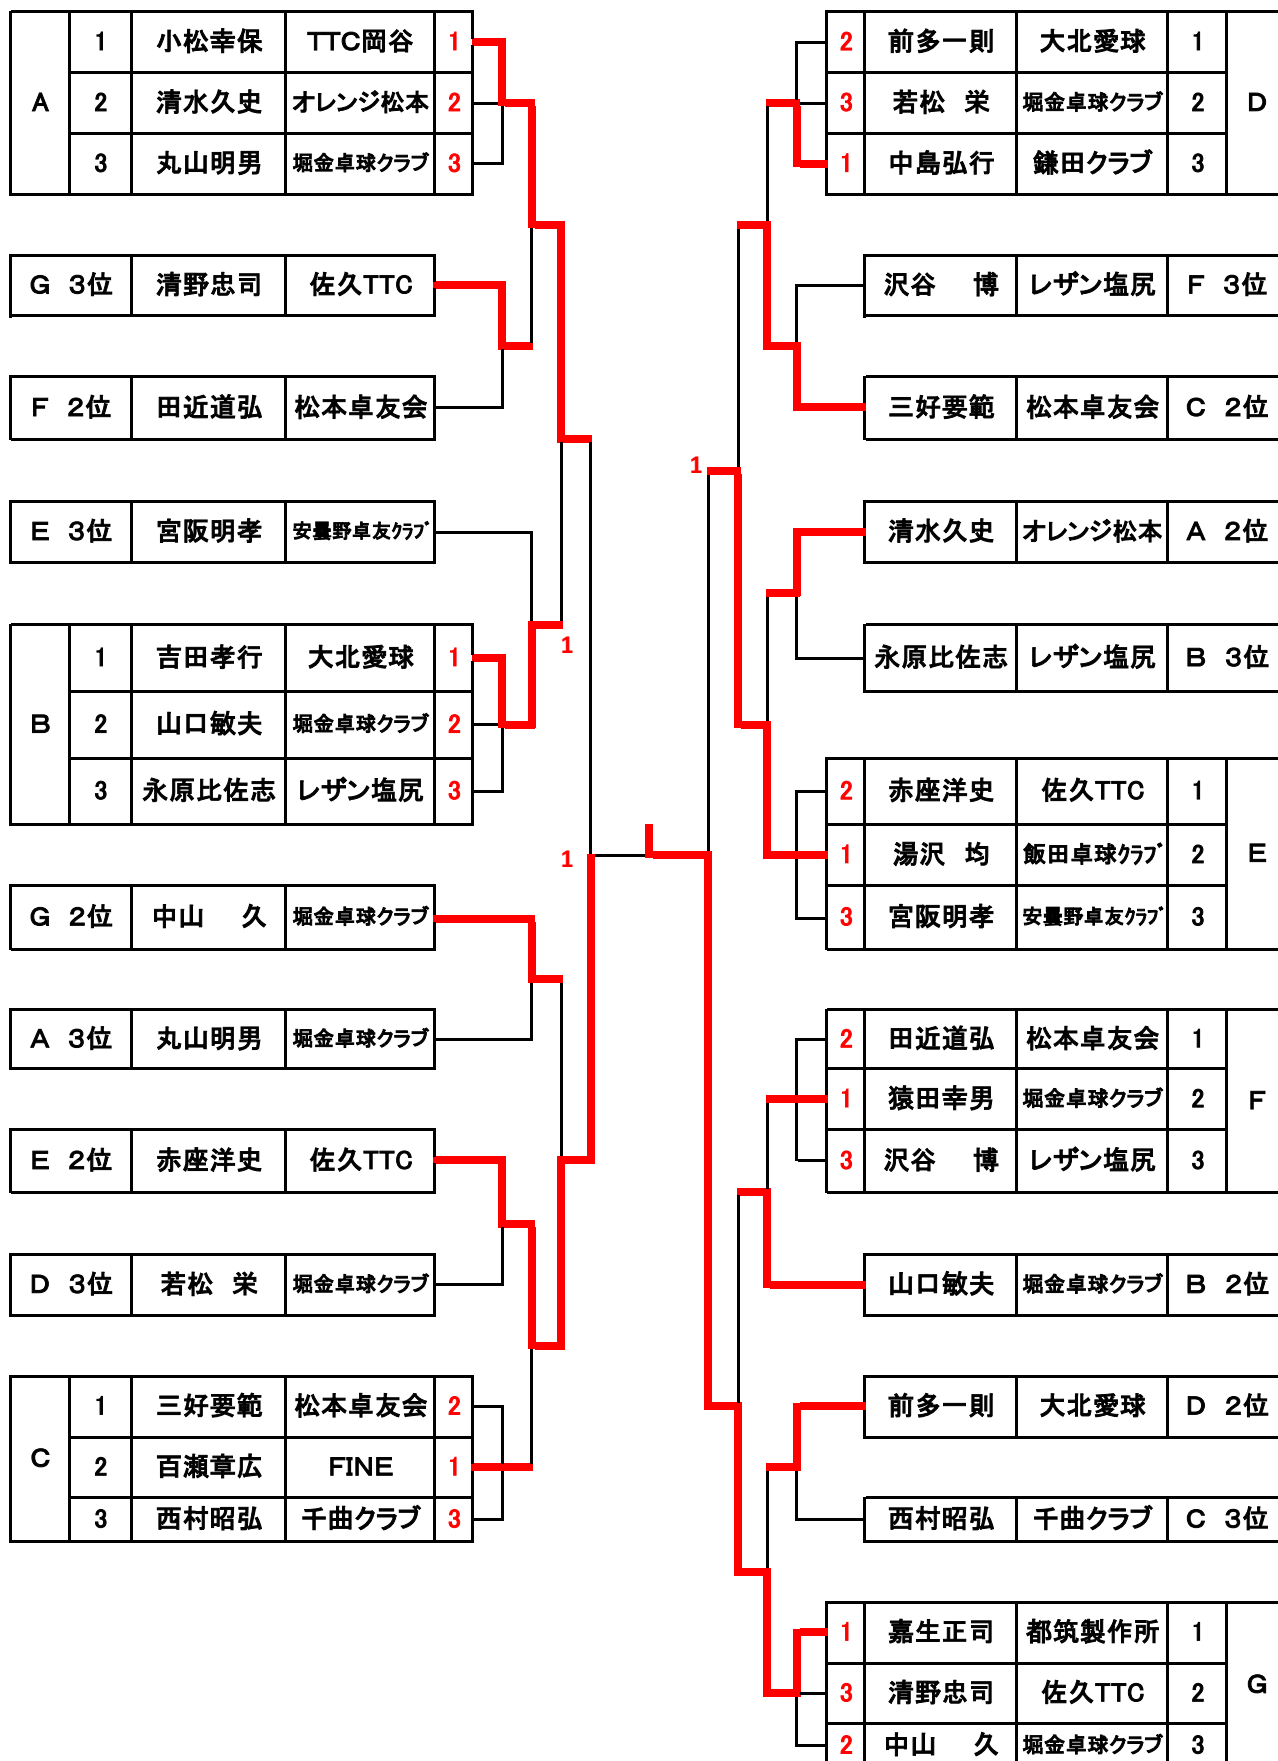 A
1 小松幸保 TTC岡谷 1
2 清水久史 オレンジ松本 2
3 丸山明男 堀金卓球クラブ 3
G 3位 清野忠司 佐久TTC
F 2位 田近道弘 松本卓友会
E 3位 宮阪明孝 安曇野卓友クラブ
1
B
1 吉田孝行 大北愛球 1
2 山口敏夫 堀金卓球クラブ 2
3 永原比佐志 レザン塩尻 3
1
G 2位 中山 久 堀金卓球クラブ
A 3位 丸山明男 堀金卓球クラブ
E 2位 赤座洋史 佐久TTC
D 3位 若松 栄 堀金卓球クラブ
C
1 三好要範 松本卓友会 2
2 百瀬章広 FINE 1
3 西村昭弘 千曲クラブ 3
2 前多一則 大北愛球 1
3 若松 栄 堀金卓球クラブ 2
1 中島弘行 鎌田クラブ 3
D
沢谷 博 レザン塩尻 F 3位
三好要範 松本卓友会 C 2位
1
清水久史 オレンジ松本 A 2位
永原比佐志 レザン塩尻 B 3位
2 赤座洋史 佐久TTC 1
1 湯沢 均 飯田卓球クラブ 2
3 宮阪明孝 安曇野卓友クラブ 3
E
2 田近道弘 松本卓友会 1
1 猿田幸男 堀金卓球クラブ 2
3 沢谷 博 レザン塩尻 3
F
山口敏夫 堀金卓球クラブ B 2位
前多一則 大北愛球 D 2位
西村昭弘 千曲クラブ C 3位
1 嘉生正司 都筑製作所 1
3 清野忠司 佐久TTC 2
2 中山 久 堀金卓球クラブ 3
G